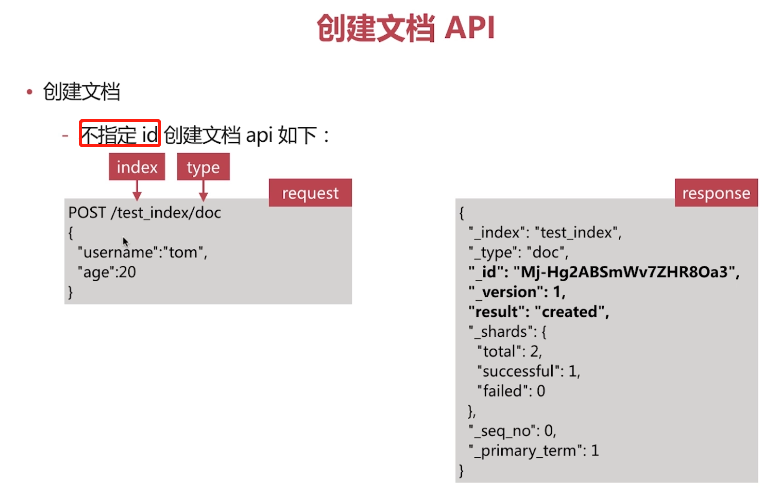 创建文档 API
• 创建文档
- 不指定 id 创建文档 api 如下：
index
type
request
POST /test_index/doc
{
"username":"tom",
"age":20
}
response
{
"_index": "test_index",
"_type": "doc",
"_id": "Mj-Hg2ABSmWv7ZHR8Oa3",
"_version": 1,
"result": "created",
"_shards": {
"total": 2,
"successful": 1,
"failed": 0
},
"_seq_no": 0,
"_primary_term": 1
}